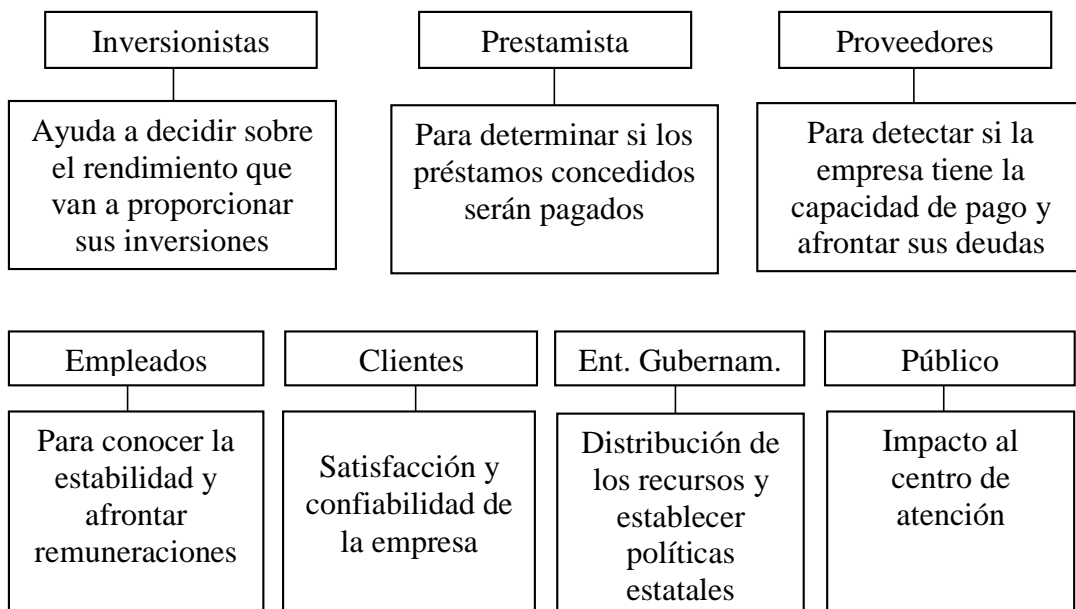 Inversionistas
Ayuda a decidir sobre
el rendimiento que
van a proporcionar
sus inversiones
Prestamista
Para determinar si los
préstamos concedidos
serán pagados
Proveedores
Para detectar si la
empresa tiene la
capacidad de pago y
afrontar sus deudas
Empleados
Para conocer la
estabilidad y
afrontar
remuneraciones
Clientes
Satisfacción y
confiabilidad de
la empresa
Ent. Gubernam.
Distribución de
los recursos y
establecer
políticas
estatales
Público
Impacto al
centro de
atención